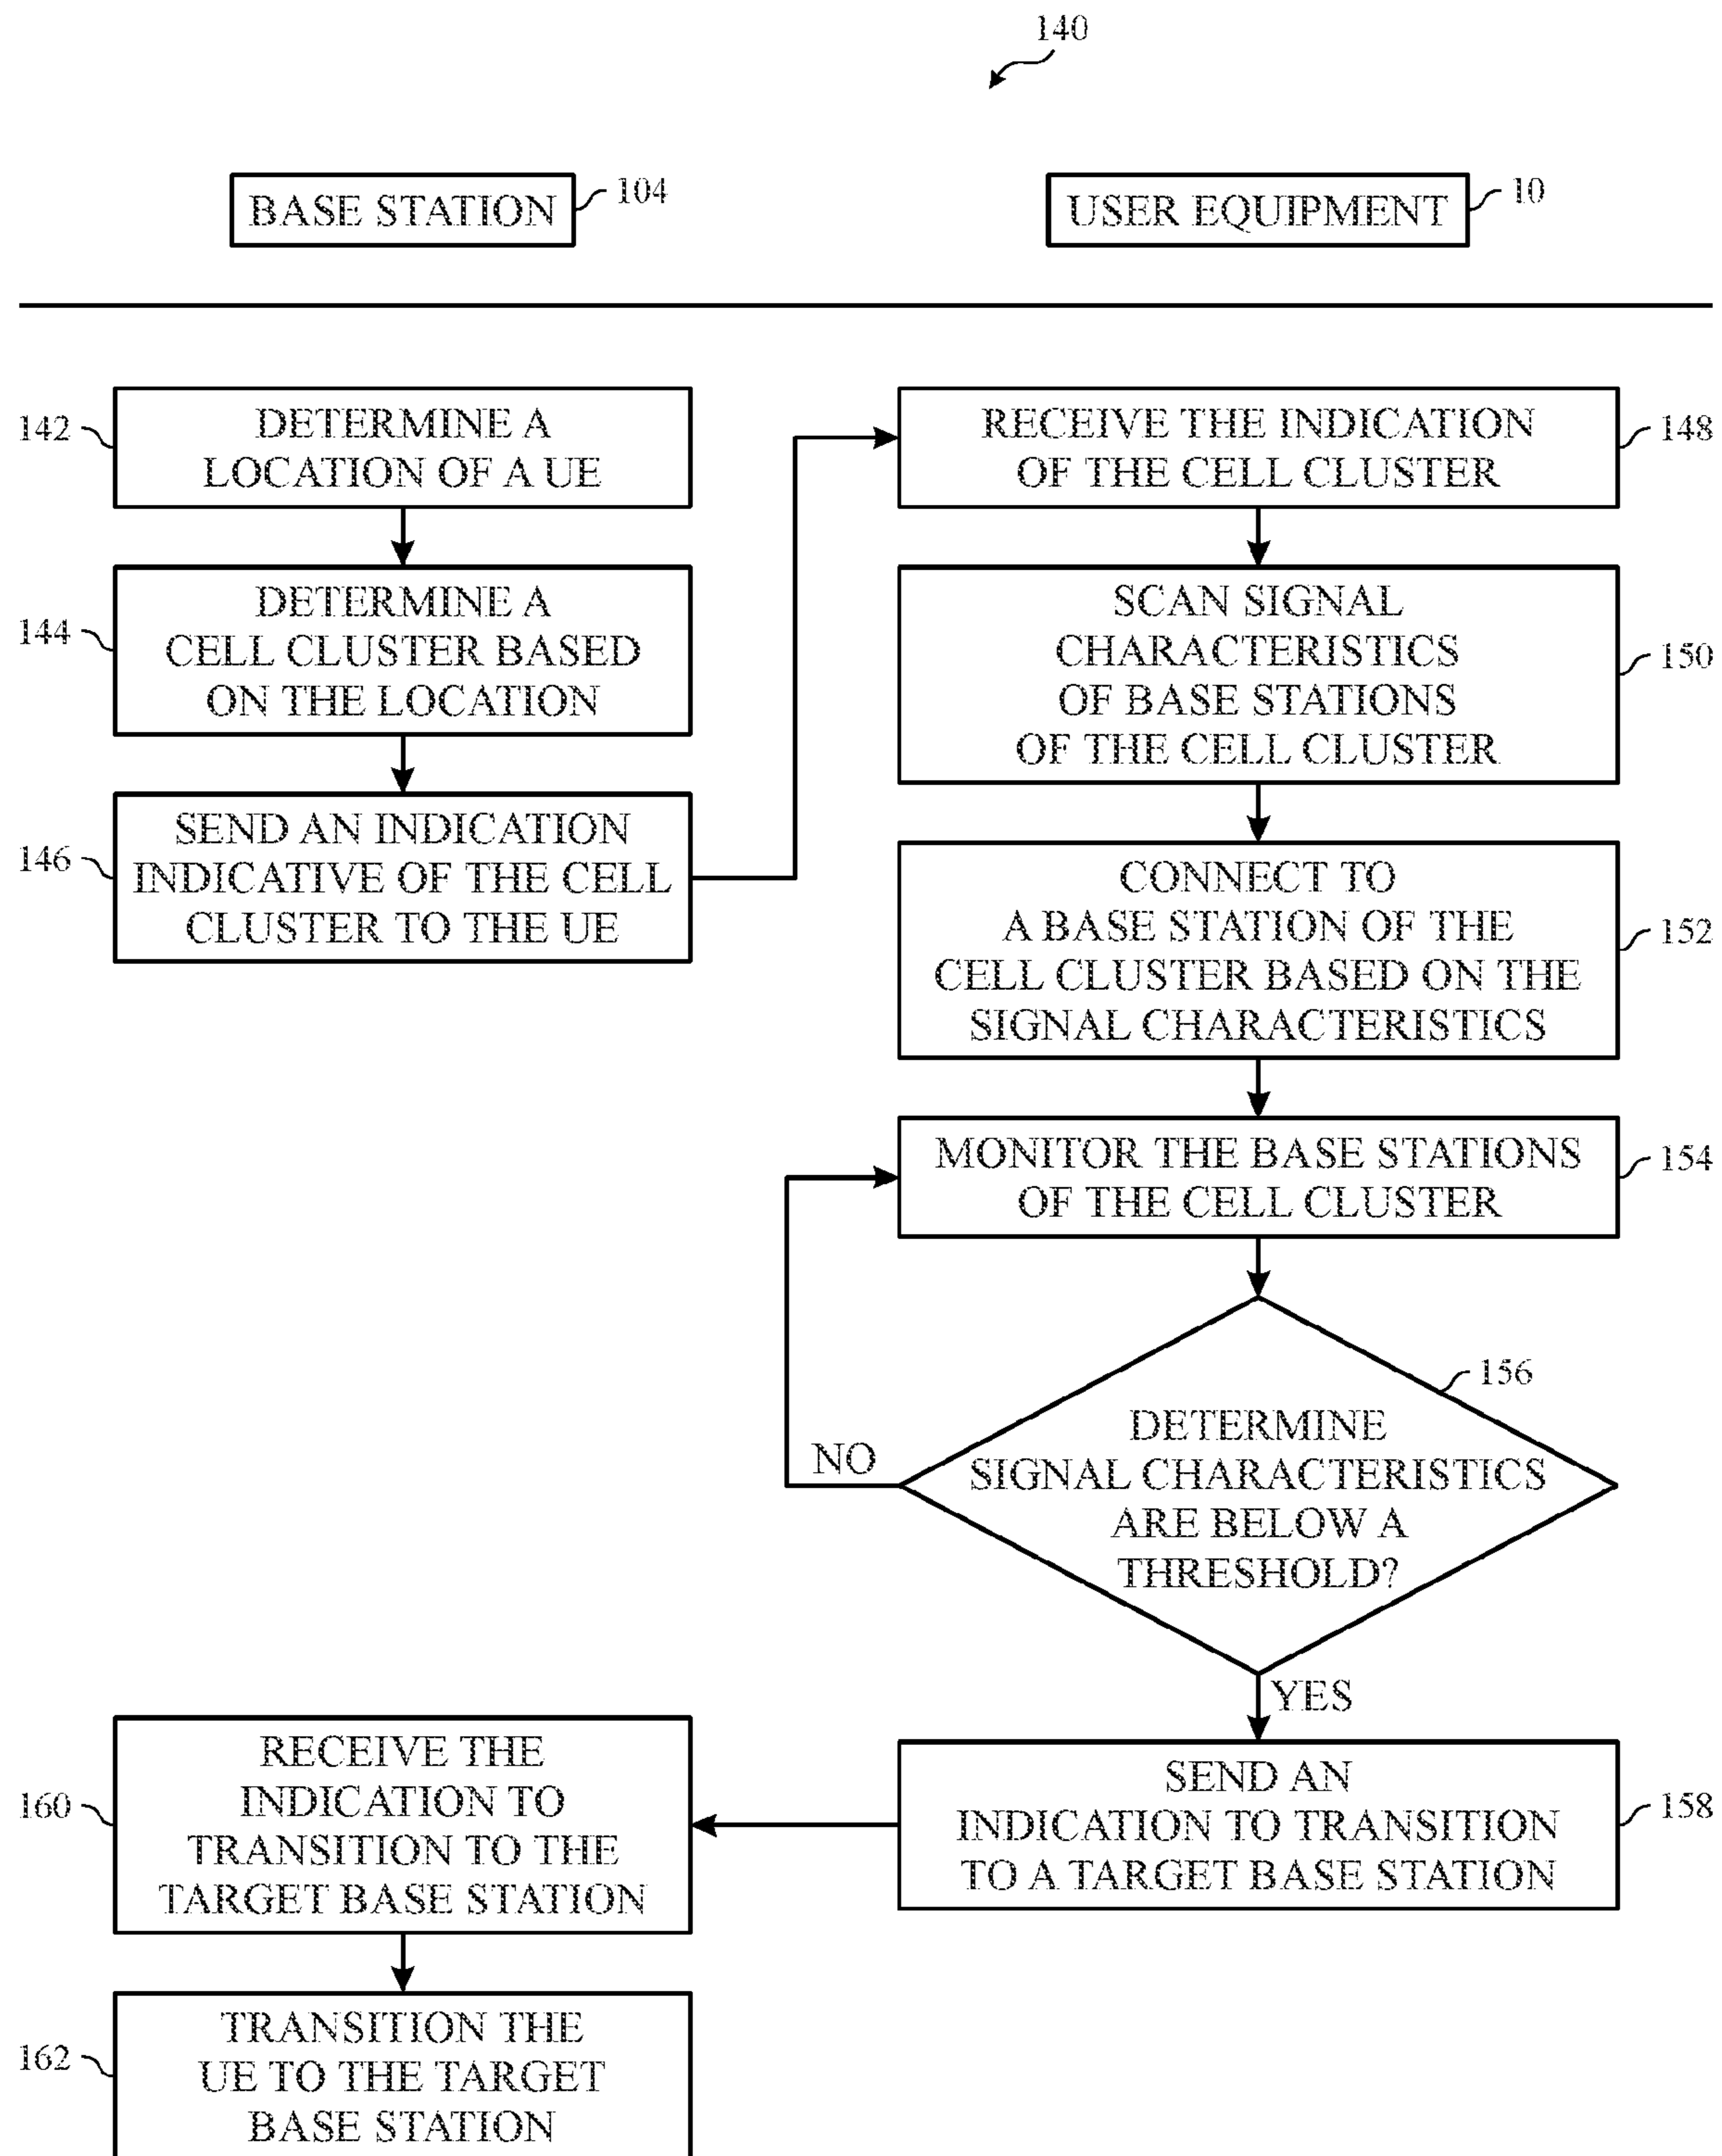 140
BASE STATION
104
USER EQUIPMENT
10
142
DETERMINE A
LOCATION OF A UE
144
DETERMINE A
CELL CLUSTER BASED
ON THE LOCATION
146
SEND AN INDICATION
INDICATIVE OF THE CELL
CLUSTER TO THE UE
RECEIVE THE INDICATION
OF THE CELL CLUSTER
148
SCAN SIGNAL
CHARACTERISTICS
OF BASE STATIONS
OF THE CELL CLUSTER
150
CONNECT TO
A BASE STATION OF THE
CELL CLUSTER BASED ON THE
SIGNAL CHARACTERISTICS
152
MONITOR THE BASE STATIONS
OF THE CELL CLUSTER
154
156
DETERMINE
SIGNAL CHARACTERISTICS
ARE BELOW A
THRESHOLD?
NO
YES
SEND AN
INDICATION TO TRANSITION
TO A TARGET BASE STATION
158
160
RECEIVE THE
INDICATION TO
TRANSITION TO THE
TARGET BASE STATION
162
TRANSITION THE
UE TO THE TARGET
BASE STATION